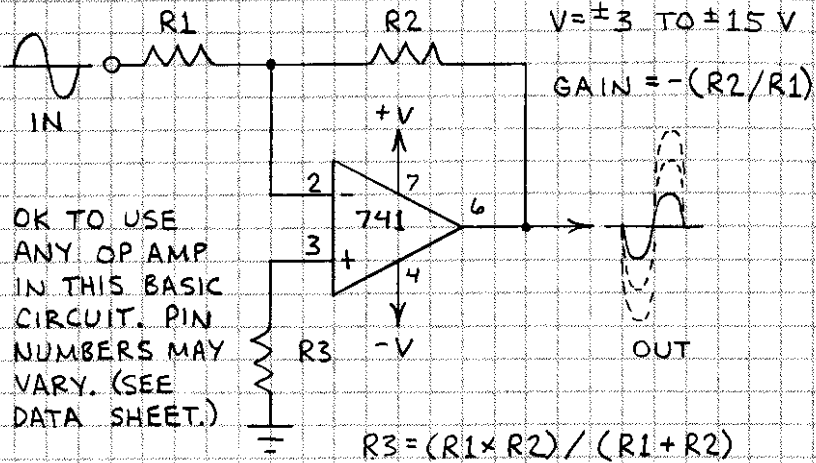 R1
R2
V=±3 TO ±15 V
GAIN = -(R2/R1)
IN
+V
2
-
7
6
741
3
+
4
-V
OK TO USE
ANY OP AMP
IN THIS BASIC
CIRCUIT. PIN
NUMBERS MAY
VARY. (SEE
DATA SHEET.)
R3
OUT
R3 = (R1 x R2) / (R1 + R2)